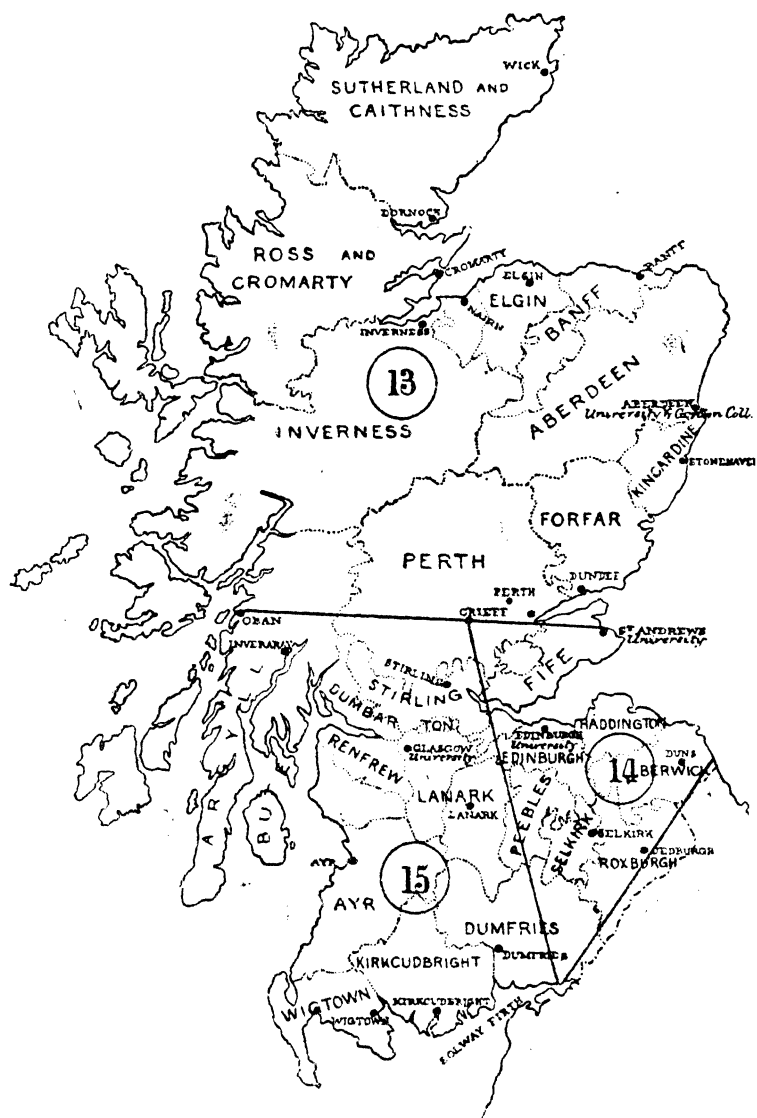 WICK
SUTHERLAND AND
CAITHNESS
DORNOCK
ROSS AND
CROMARTY
CROMARTY
ELGIN
ELGIN
BANFF
BANFF
NAIRN
INVERNESS
13
INVERNESS
ABERDEEN
ABERDEEN
University & Gordon Coll.
KINCARDINE
STONEHAVEN
FORFAR
PERTH
DUNDEE
PERTH
CRIEFF
OBAN
ST ANDREWS
University
INVERARAY
FIFE
STIRLING
STIRLING
DUMBARTON
HADDINGTON
EDINBURGH
University
EDINBURGH
14
DUNS
BERWICK
RENFREW
GLASGOW
University
LANARK
LANARK
PEEBLES
SELKIRK
SELKIRK
JEDBURGH
ROXBURGH
ARGYLL
BUTE
AYR
15
AYR
DUMFRIES
DUMFRIES
KIRKCUDBRIGHT
WIGTOWN
WIGTOWN
KIRKCUDBRIGHT
SOLWAY FIRTH